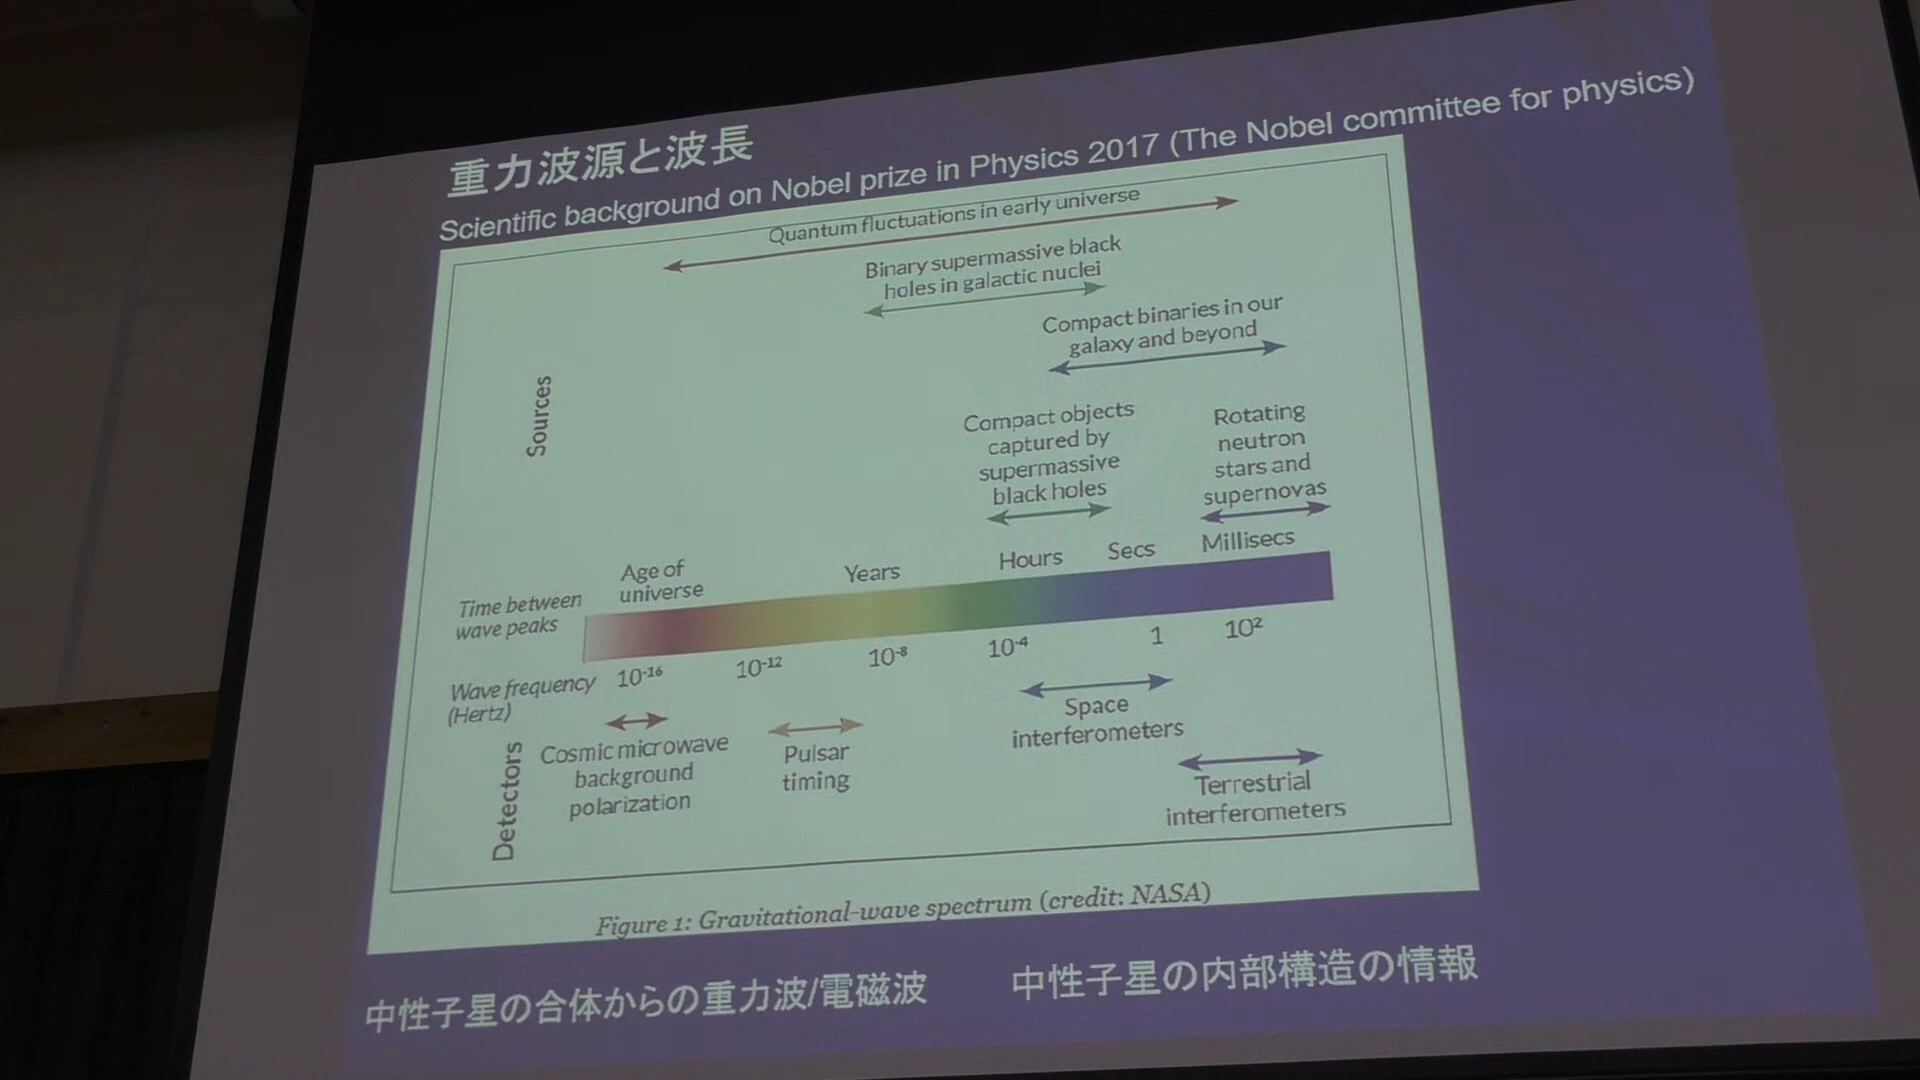 重力波源と波長
Scientific background on Nobel prize in Physics 2017 (The Nobel committee for physics)
Quantum fluctuations in early universe
Binary supermassive black
holes in galactic nuclei
Compact binaries in our
galaxy and beyond
Sources
Compact objects
captured by
supermassive
black holes
Rotating
neutron
stars and
supernovas
Time between
wave peaks
Age of
universe
Years
Hours
Secs
Millisecs
Wave frequency
(Hertz)
10⁻¹⁶
10⁻¹²
10⁻⁸
10⁻⁴
1
10²
Detectors
Cosmic microwave
background
polarization
Pulsar
timing
Space
interferometers
Terrestrial
interferometers
Figure 1: Gravitational-wave spectrum (credit: NASA)
中性子星の合体からの重力波/電磁波
中性子星の内部構造の情報